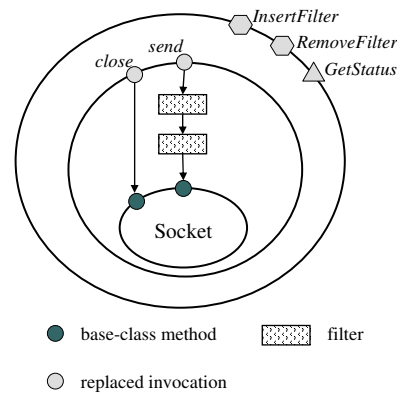 InsertFilter
RemoveFilter
GetStatus
send
close
Socket
base-class method
filter
replaced invocation